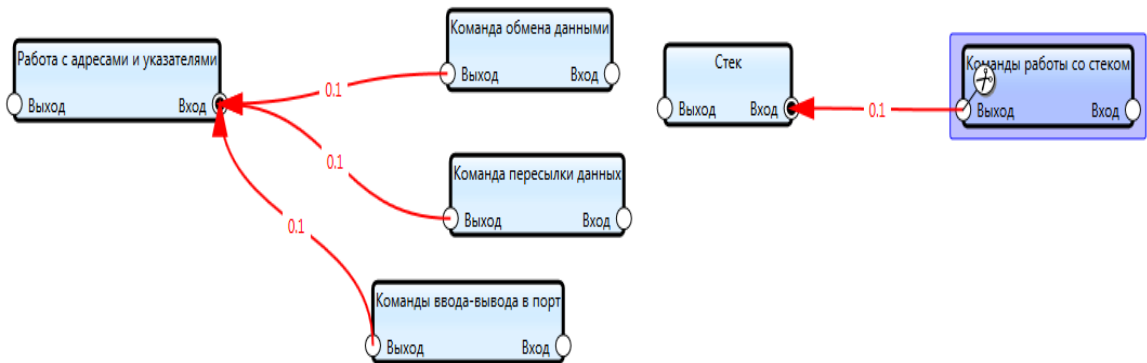 Работа с адресами и указателями
Выход Вход
Команда обмена данными
Выход Вход
0.1
Команда пересылки данных
Выход Вход
0.1
Команды ввода-вывода в порт
Выход Вход
0.1
Стек
Выход Вход
0.1
Команды работы со стеком
Выход Вход